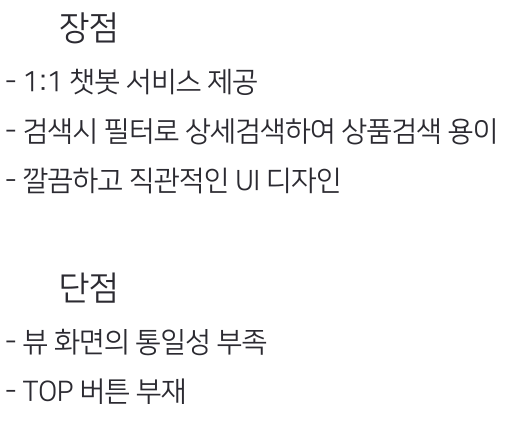 장점
- 1:1 챗봇 서비스 제공
- 검색시 필터로 상세검색하여 상품검색 용이
- 깔끔하고 직관적인 UI 디자인
단점
- 뷰 화면의 통일성 부족
- TOP 버튼 부재